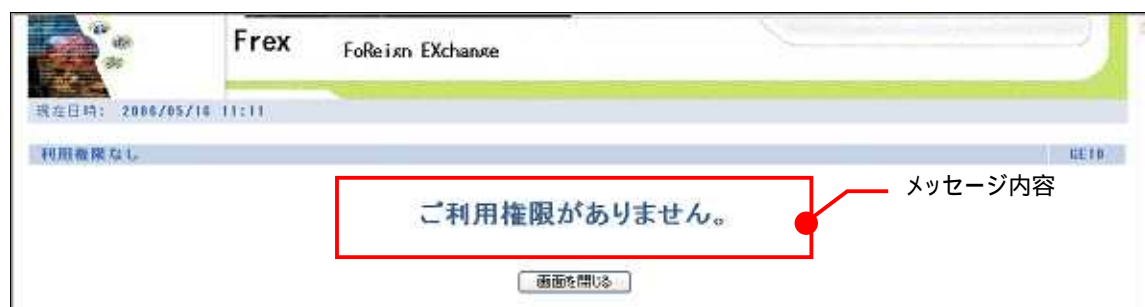 Frex
FoReign EXchange
現在日時: 2006/05/16 11:11
利用権限なし
メッセージ内容
ご利用権限がありません。
画面を閉じる